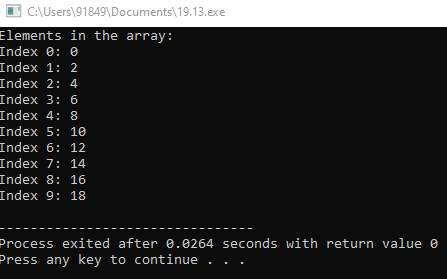 C:\Users\91849\Documents\19.13.exe
Elements in the array:
Index 0: 0
Index 1: 2
Index 2: 4
Index 3: 6
Index 4: 8
Index 5: 10
Index 6: 12
Index 7: 14
Index 8: 16
Index 9: 18
--------------------------------
Process exited after 0.0264 seconds with return value 0
Press any key to continue . . .